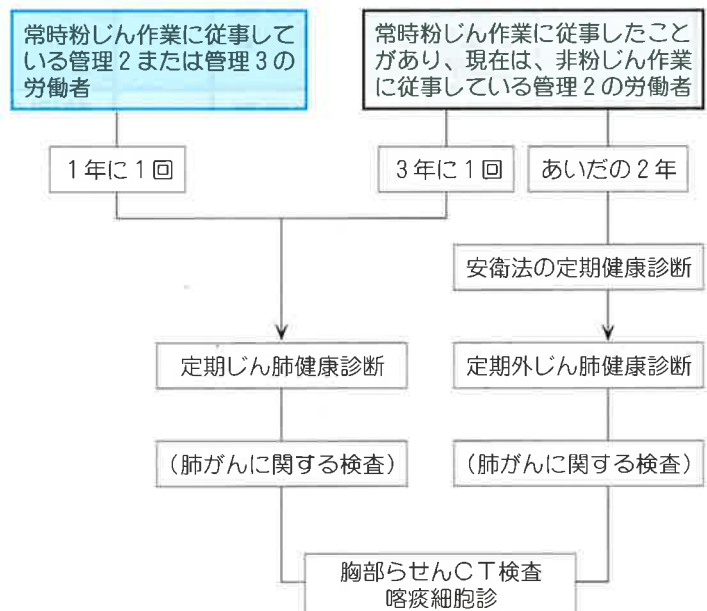 常時粉じん作業に従事して
いる管理2または管理3の
労働者
常時粉じん作業に従事したこと
があり、現在は、非粉じん作業
に従事している管理2の労働者
1年に1回
3年に1回
あいだの2年
安衛法の定期健康診断
定期じん肺健康診断
定期外じん肺健康診断
(肺がんに関する検査)
(肺がんに関する検査)
胸部らせんCT検査
喀痰細胞診